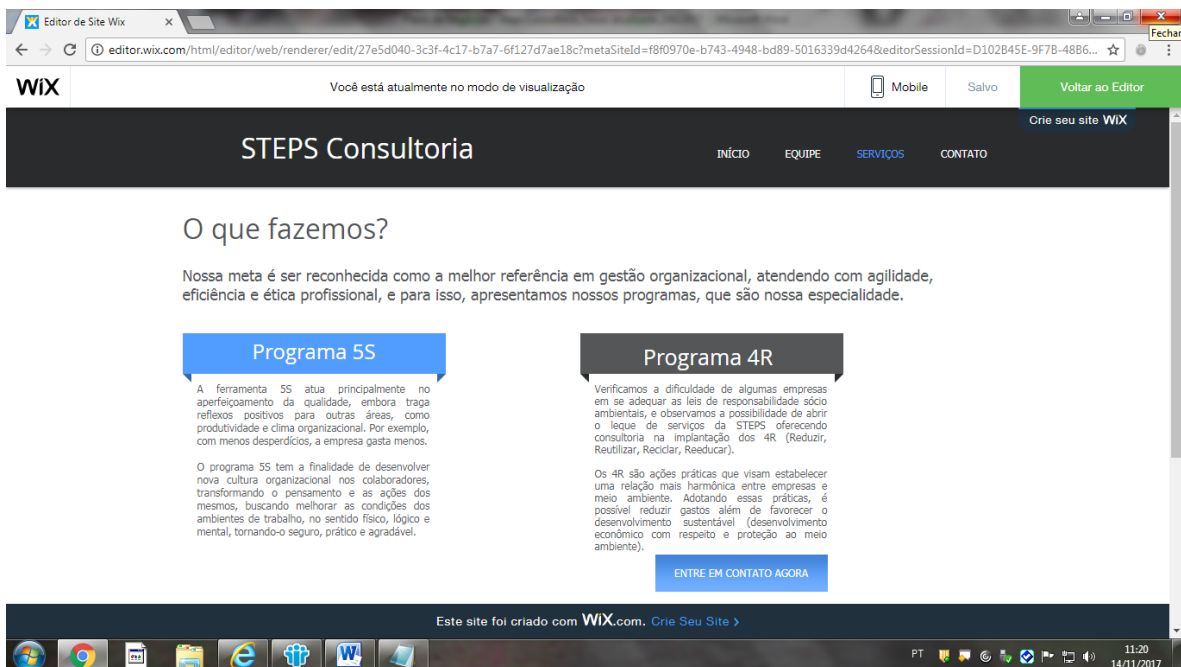 Editor de Site Wix
Fechar
editor.wix.com/html/editor/web/renderer/edit/27e5d040-3c3f-4c17-b7a7-6f127d7ae18c?metaSiteId=f8f0970e-b743-4948-bd89-5016339d4264&editorSessionId=D102B45E-9F7B-48B6...
WiX
Você está atualmente no modo de visualização
Mobile
Salvo
Voltar ao Editor
Crie seu site WiX
STEPS Consultoria
INÍCIO EQUIPE SERVIÇOS CONTATO
O que fazemos?
Nossa meta é ser reconhecida como a melhor referência em gestão organizacional, atendendo com agilidade,
eficiência e ética profissional, e para isso, apresentamos nossos programas, que são nossa especialidade.
Programa 5S
A ferramenta 5S atua principalmente no
aperfeiçoamento da qualidade, embora traga
reflexos positivos para outras áreas, como
produtividade e clima organizacional. Por exemplo,
com menos desperdícios, a empresa gasta menos.
O programa 5S tem a finalidade de desenvolver
nova cultura organizacional nos colaboradores,
transformando o pensamento e as ações dos
mesmos, buscando melhorar as condições dos
ambientes de trabalho, no sentido físico, lógico e
mental, tornando-o seguro, prático e agradável.
Programa 4R
Verificamos a dificuldade de algumas empresas
em se adequar as leis de responsabilidade sócio
ambientais, e observamos a possibilidade de abrir
o leque de serviços da STEPS oferecendo
consultoria na implantação dos 4R (Reduzir,
Reutilizar, Reciclar, Reeducar).
Os 4R são ações práticas que visam estabelecer
uma relação mais harmônica entre empresas e
meio ambiente. Adotando essas práticas, é
possível reduzir gastos além de favorecer o
desenvolvimento sustentável (desenvolvimento
econômico com respeito e proteção ao meio
ambiente).
ENTRE EM CONTATO AGORA
Este site foi criado com WiX.com. Crie Seu Site >
PT
11:20
14/11/2017